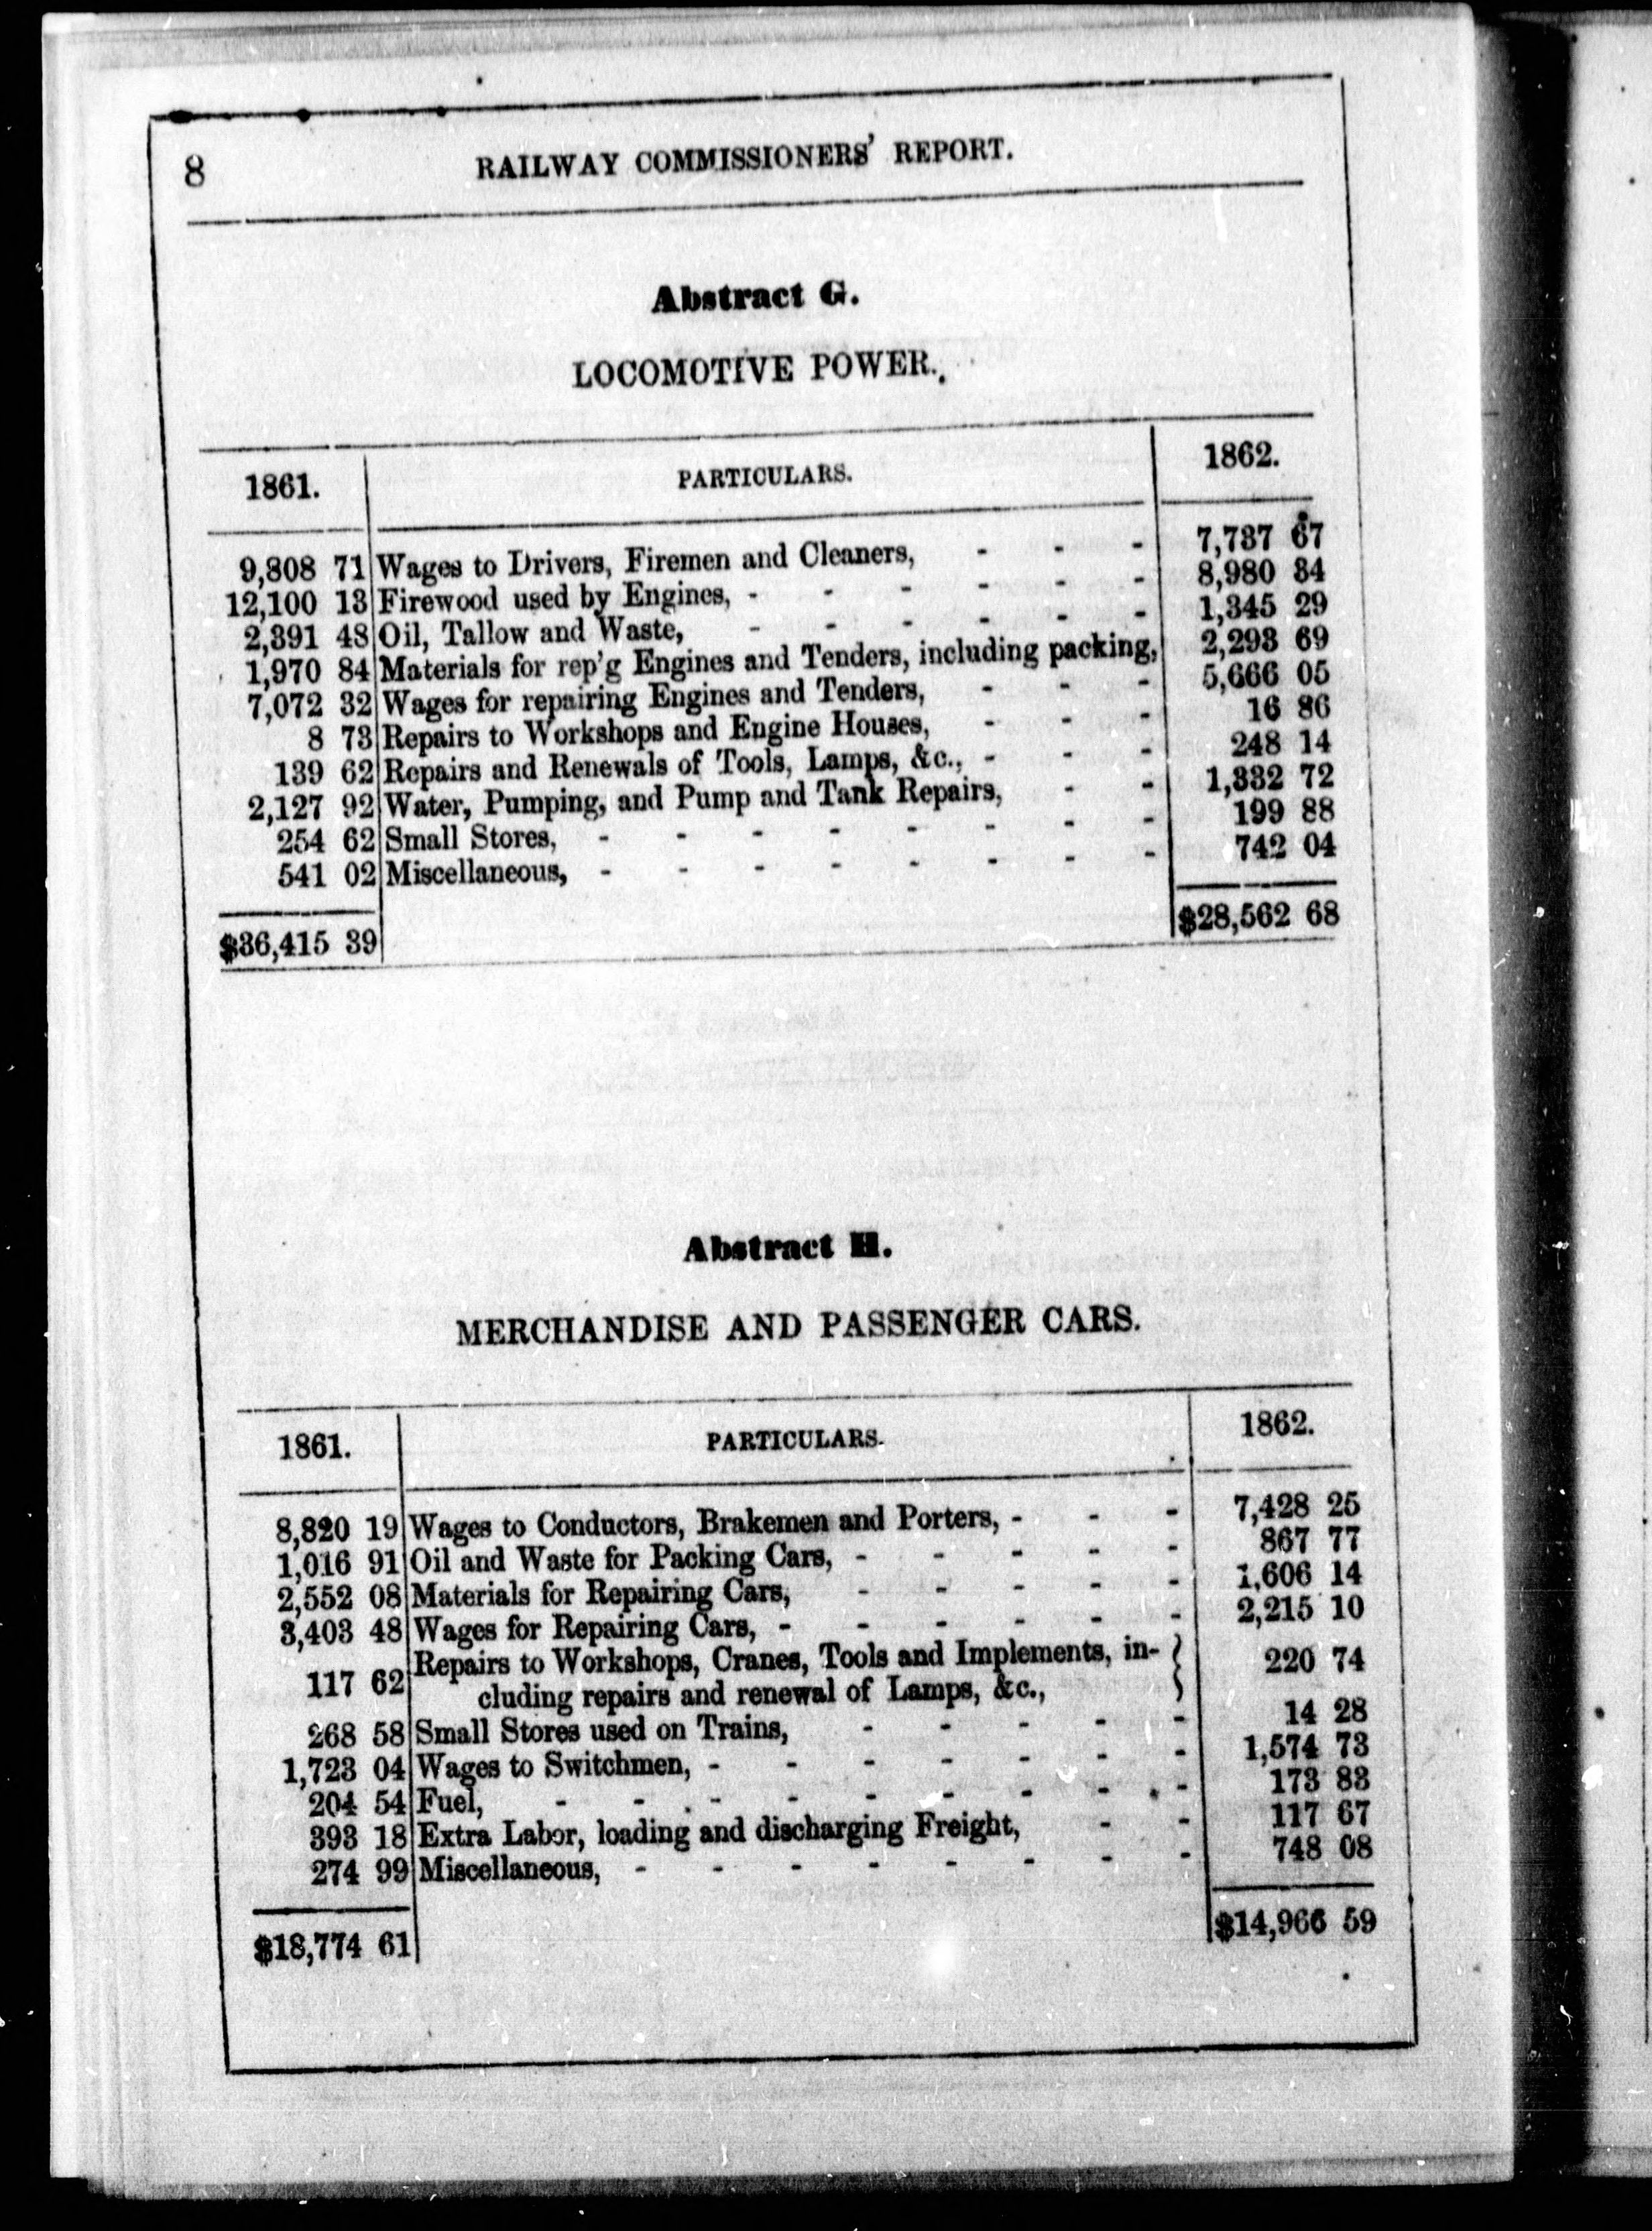 8 RAILWAY COMMISSIONERS' REPORT.
Abstract G.
LOCOMOTIVE POWER.
1861. PARTICULARS. 1862.
9,808 71 Wages to Drivers, Firemen and Cleaners, - - - 7,737 67
12,100 13 Firewood used by Engines, - - - - - - 8,980 34
2,391 48 Oil, Tallow and Waste, - - - - - - 1,345 29
1,970 84 Materials for rep'g Engines and Tenders, including packing, 2,293 69
7,072 32 Wages for repairing Engines and Tenders, - - - 5,666 05
8 73 Repairs to Workshops and Engine Houses, - - - 16 86
139 62 Repairs and Renewals of Tools, Lamps, &c., - - - 248 14
2,127 92 Water, Pumping, and Pump and Tank Repairs, - - 1,332 72
254 62 Small Stores, - - - - - - - - 199 88
541 02 Miscellaneous, - - - - - - - - 742 04
$36,415 39 $28,562 68
Abstract H.
MERCHANDISE AND PASSENGER CARS.
1861. PARTICULARS. 1862.
8,820 19 Wages to Conductors, Brakemen and Porters, - - - 7,428 25
1,016 91 Oil and Waste for Packing Cars, - - - - - 867 77
2,552 08 Materials for Repairing Cars, - - - - - 1,606 14
3,403 48 Wages for Repairing Cars, - - - - - - 2,215 10
117 62 Repairs to Workshops, Cranes, Tools and Implements, in- } 220 74
cluding repairs and renewal of Lamps, &c.,
268 58 Small Stores used on Trains, - - - - - 14 28
1,723 04 Wages to Switchmen, - - - - - - - 1,574 73
204 54 Fuel, - - - - - - - - - 173 83
393 18 Extra Labor, loading and discharging Freight, - - 117 67
274 99 Miscellaneous, - - - - - - - - 748 08
$18,774 61 $14,966 59